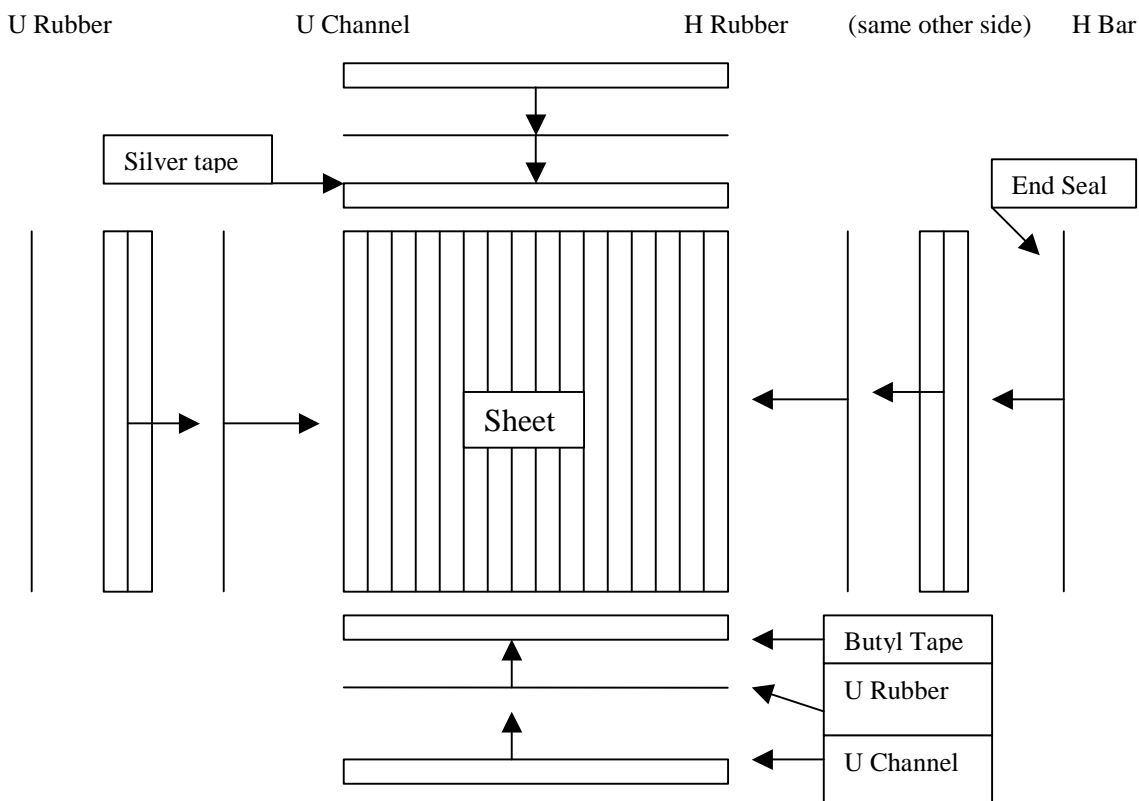 U Rubber U Channel H Rubber (same other side) H Bar
Silver tape
End Seal
Sheet
Butyl Tape
U Rubber
U Channel